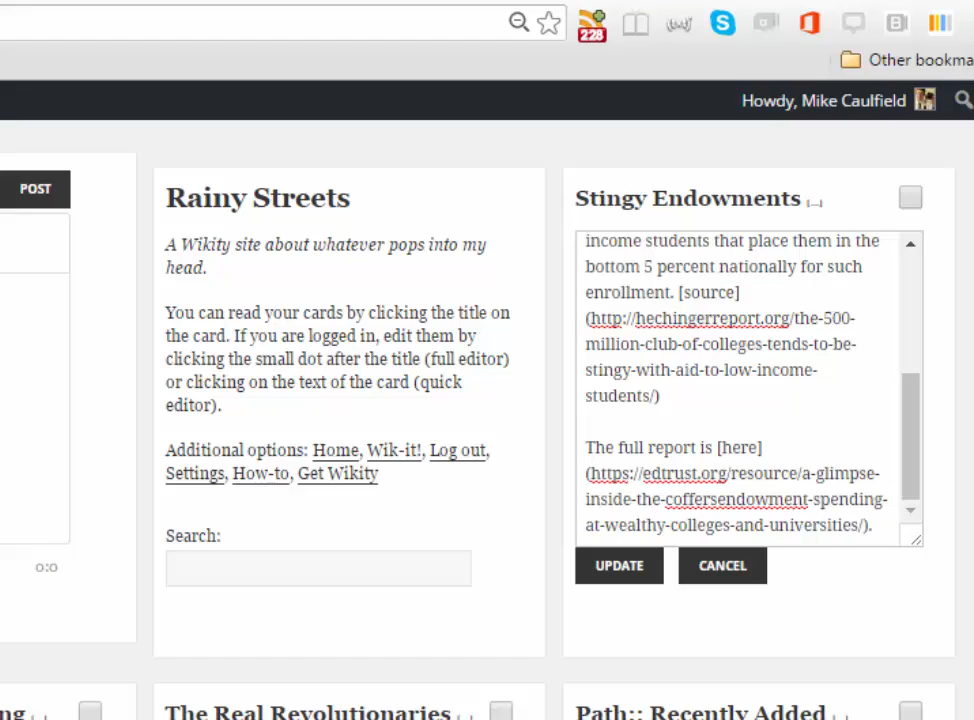 228
Other bookma
Howdy, Mike Caulfield
POST
0:0
Rainy Streets
A Wikity site about whatever pops into my
head.
You can read your cards by clicking the title on
the card. If you are logged in, edit them by
clicking the small dot after the title (full editor)
or clicking on the text of the card (quick
editor).
Additional options: Home, Wik-it!, Log out,
Settings, How-to, Get Wikity
Search:
Stingy Endowments
income students that place them in the
bottom 5 percent nationally for such
enrollment. [source]
(http://hechingerreport.org/the-500-
million-club-of-colleges-tends-to-be-
stingy-with-aid-to-low-income-
students/)
The full report is [here]
(https://edtrust.org/resource/a-glimpse-
inside-the-coffersendowment-spending-
at-wealthy-colleges-and-universities/).
UPDATE
CANCEL
ng
The Real Revolutionaries
Path:: Recently Added